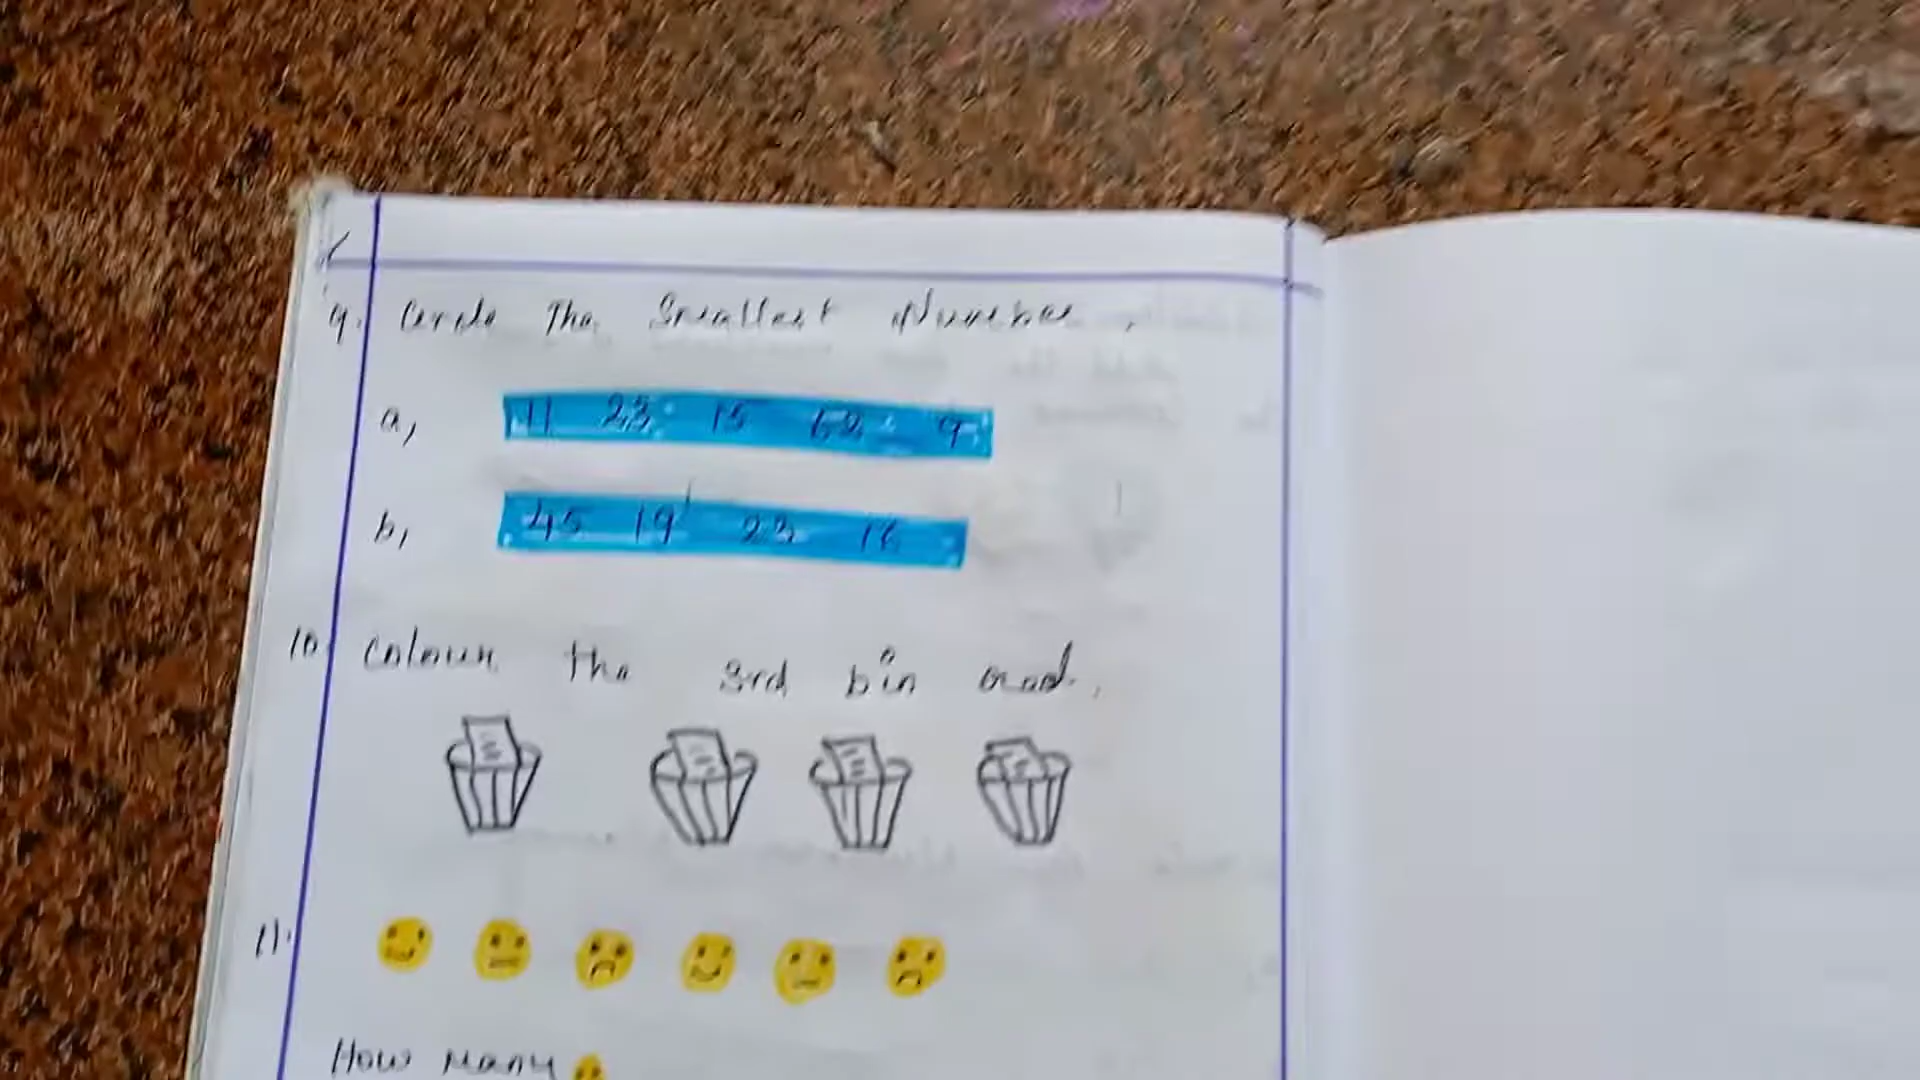 9. Circle The Smallest Number.
a, 11 23 15 62 9
b, 45 19 23 16
10. Colour the 3rd bin red.
11.
How Many